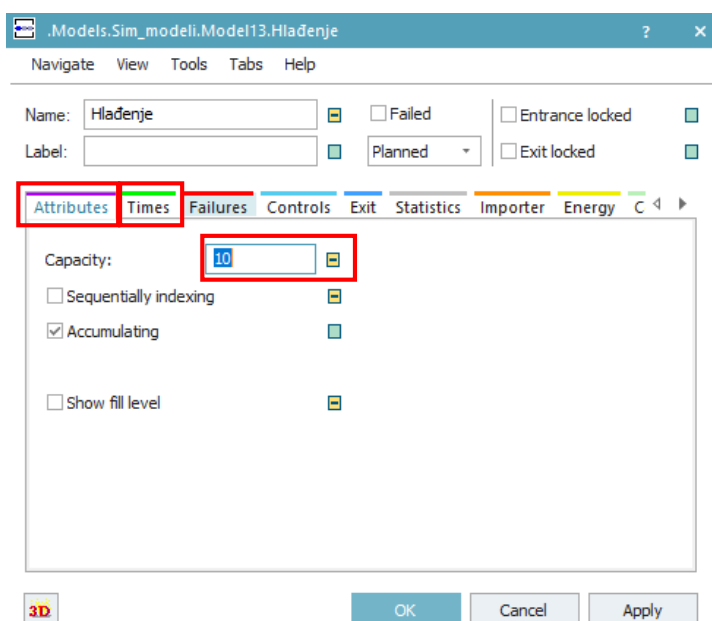 .Models.Sim_modeli.Model13.Hlađenje ? ×
Navigate View Tools Tabs Help
Name: Hlađenje Failed Entrance locked
Label: Planned Exit locked
Attributes Times Failures Controls Exit Statistics Importer Energy C
Capacity: 10
Sequentially indexing
Accumulating
Show fill level
3D OK Cancel Apply